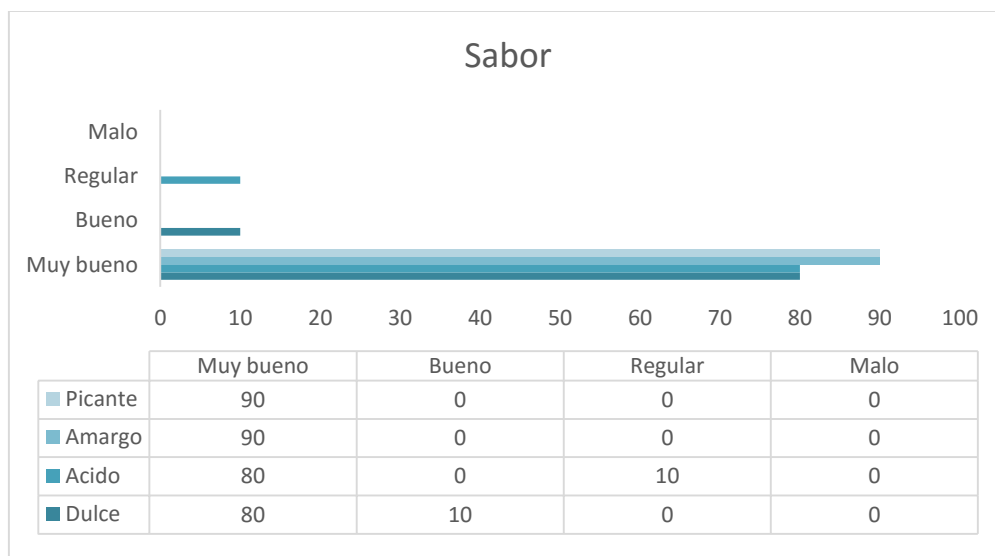 Sabor
Malo
Regular
Bueno
Muy bueno
0 10 20 30 40 50 60 70 80 90 100
Muy bueno Bueno Regular Malo
Picante 90 0 0 0
Amargo 90 0 0 0
Acido 80 0 10 0
Dulce 80 10 0 0